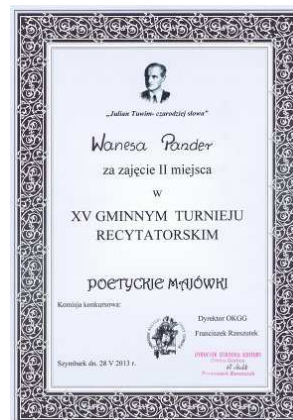 „Julian Tuwim- czarodziej słowa"
Wanesa Pander
za zajęcie II miejsca
w
XV GMINNYM TURNIEJU
RECYTATORSKIM
POETYCKIE MAJÓWKI
Komisja konkursowa:
Dyrektor OKGG
Franciszek Rzeszutek
Szymbark dn. 28 V 2013 r.